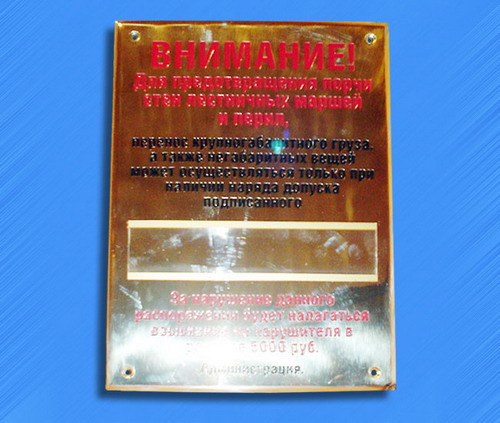 ВНИМАНИЕ!
Для предотвращения порчи
стен лестничных маршей
и перил,
перенос крупногабаритного груза,
а также негабаритных вещей
может осуществляться только при
наличии наряда допуска
подписанного
За нарушение данного
распоряжения будет налагаться
взыскание на нарушителя в
размере 5000 руб.
Администрация.